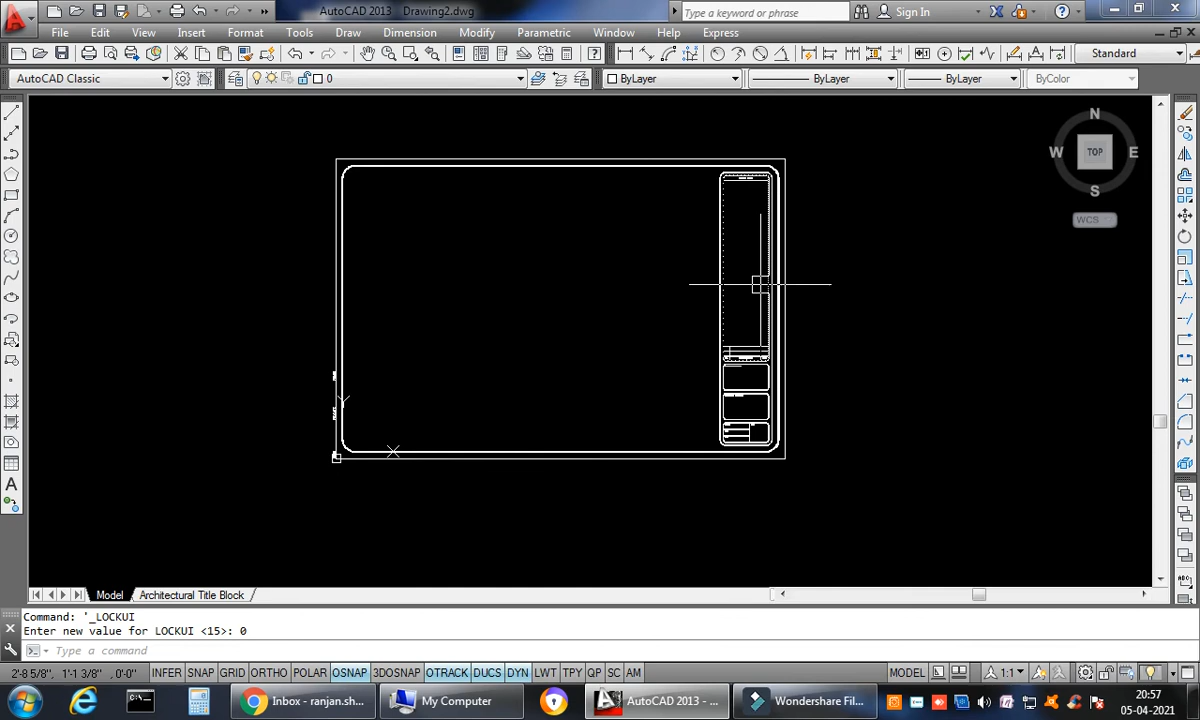 AutoCAD 2013 Drawing2.dwg
Type a keyword or phrase
Sign In
File Edit View Insert Format Tools Draw Dimension Modify Parametric Window Help Express
Standard
AutoCAD Classic
0
ByLayer
ByLayer
ByLayer
ByColor
N
W TOP E
S
WCS
A
Model Architectural Title Block
Command: '_LOCKUI
Enter new value for LOCKUI <15>: 0
Type a command
2'-8 5/8", 1'-1 3/8" , 0'-0" INFER SNAP GRID ORTHO POLAR OSNAP 3DOSNAP OTRACK DUCS DYN LWT TPY QP SC AM MODEL 1:1
Inbox - ranjan.sh... My Computer AutoCAD 2013 - ... Wondershare Fil...
20:57
05-04-2021